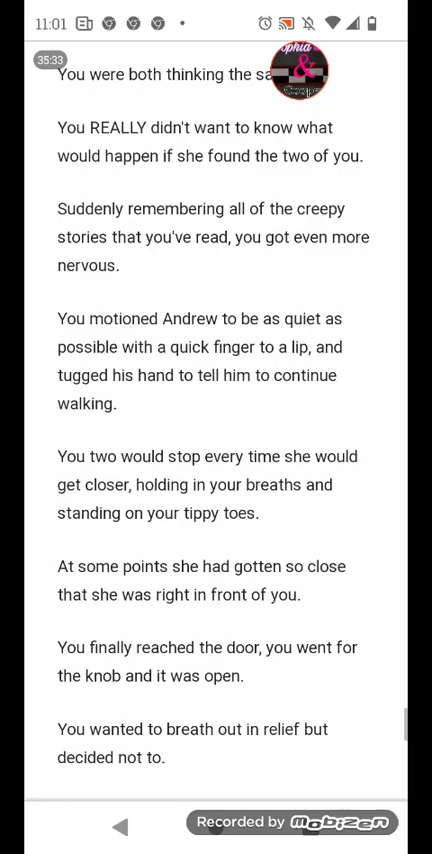 11:01
35:33
You were both thinking the sa
ophia
&
Cooper
You REALLY didn't want to know what
would happen if she found the two of you.
Suddenly remembering all of the creepy
stories that you've read, you got even more
nervous.
You motioned Andrew to be as quiet as
possible with a quick finger to a lip, and
tugged his hand to tell him to continue
walking.
You two would stop every time she would
get closer, holding in your breaths and
standing on your tippy toes.
At some points she had gotten so close
that she was right in front of you.
You finally reached the door, you went for
the knob and it was open.
You wanted to breath out in relief but
decided not to.
Recorded by mobizen